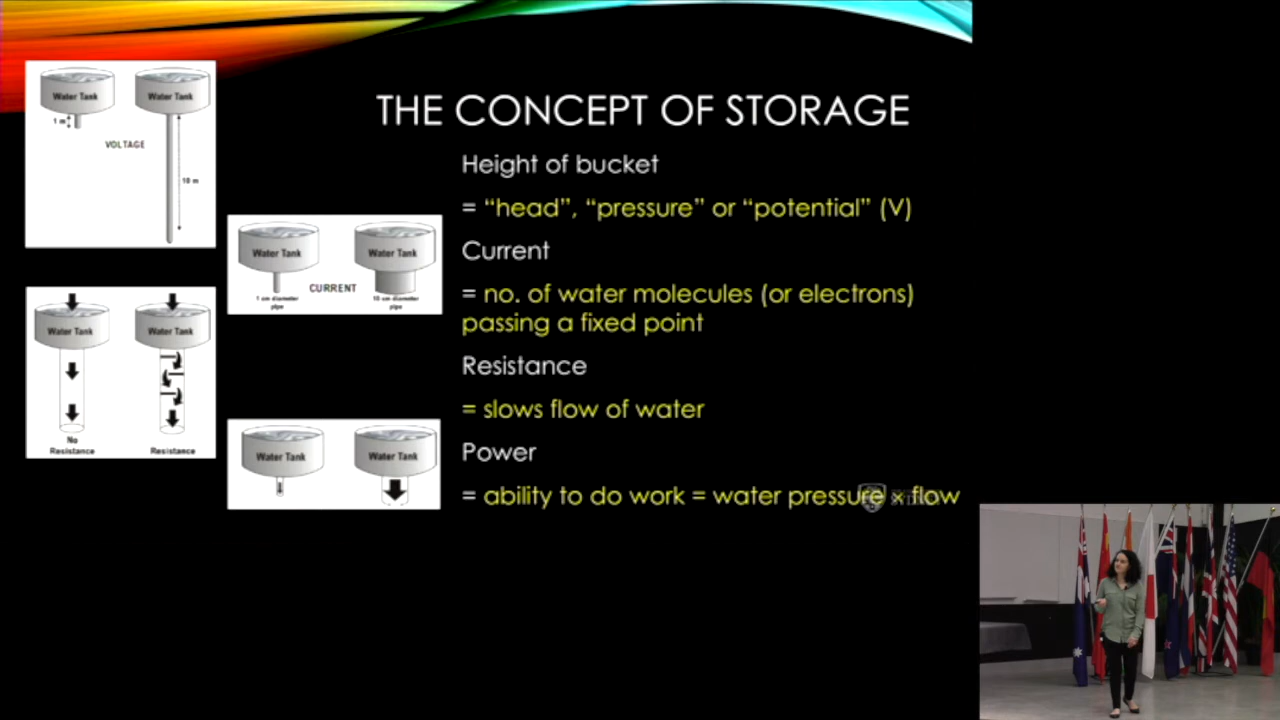 THE CONCEPT OF STORAGE
Height of bucket
= “head”, “pressure” or “potential” (V)
Current
= no. of water molecules (or electrons)
passing a fixed point
Resistance
= slows flow of water
Power
= ability to do work = water pressure × flow
Water Tank
Water Tank
1 m
VOLTAGE
10 m
Water Tank
Water Tank
CURRENT
1 cm diameter
pipe
10 cm diameter
pipe
Water Tank
Water Tank
No
Resistance
Resistance
Water Tank
Water Tank